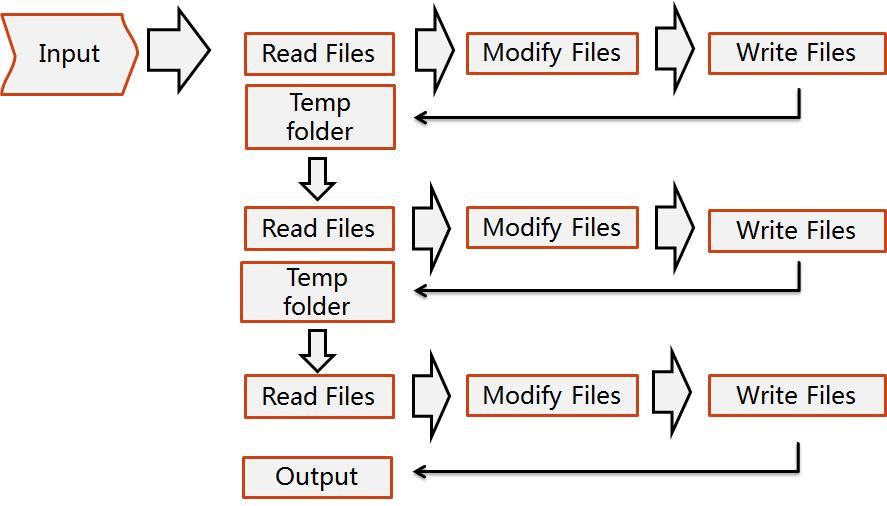 Input
Read Files
Modify Files
Write Files
Temp
folder
Read Files
Modify Files
Write Files
Temp
folder
Read Files
Modify Files
Write Files
Output